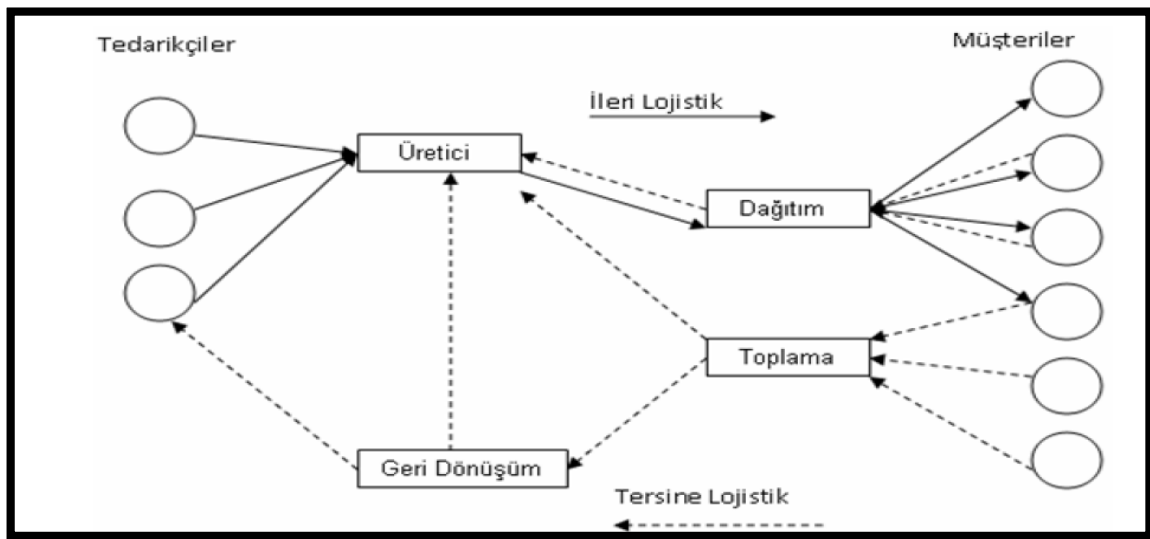 Tedarikçiler
Müşteriler
İleri Lojistik
Üretici
Dağıtım
Toplama
Geri Dönüşüm
Tersine Lojistik